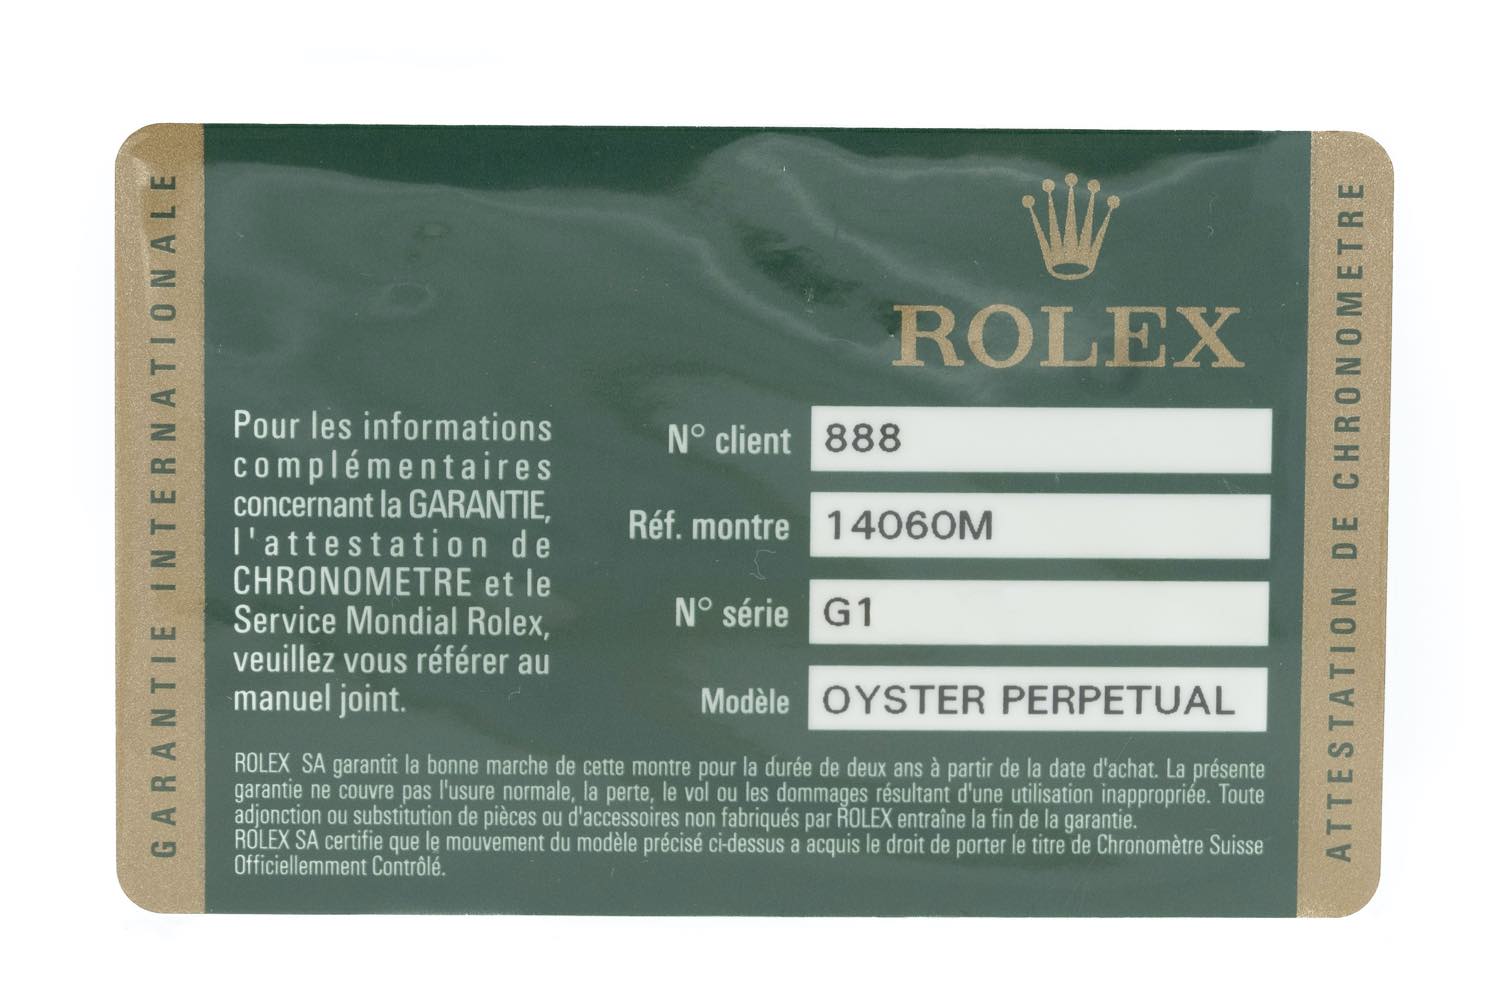 GARANTIE INTERNATIONALE
ROLEX
Pour les informations
complémentaires
concernant la GARANTIE,
l'attestation de
CHRONOMETRE et le
Service Mondial Rolex,
veuillez vous référer au
manuel joint.
N° client 888
Réf. montre 14060M
N° série G1
Modèle OYSTER PERPETUAL
ROLEX SA garantit la bonne marche de cette montre pour la durée de deux ans à partir de la date d'achat. La présente
garantie ne couvre pas l'usure normale, la perte, le vol ou les dommages résultant d'une utilisation inappropriée. Toute
adjonction ou substitution de pièces ou d'accessoires non fabriqués par ROLEX entraîne la fin de la garantie.
ROLEX SA certifie que le mouvement du modèle précisé ci-dessus a acquis le droit de porter le titre de Chronomètre Suisse
Officiellemment Contrôlé.
ATTESTATION DE CHRONOMETRE